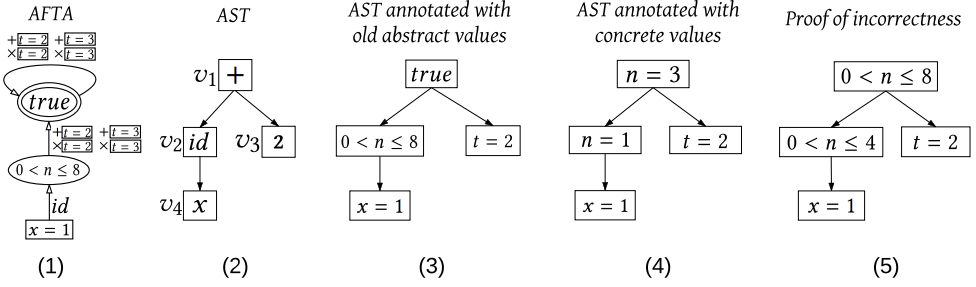 AFTA
AST
AST annotated with
old abstract values
AST annotated with
concrete values
Proof of incorrectness
+ t = 2 + t = 3
× t = 2 × t = 3
true
+ t = 2 + t = 3
× t = 2 × t = 3
0 < n ≤ 8
id
x = 1
v₁ +
v₂ id v₃ 2
v₄ x
true
0 < n ≤ 8 t = 2
x = 1
n = 3
n = 1 t = 2
x = 1
0 < n ≤ 8
0 < n ≤ 4 t = 2
x = 1
(1) (2) (3) (4) (5)